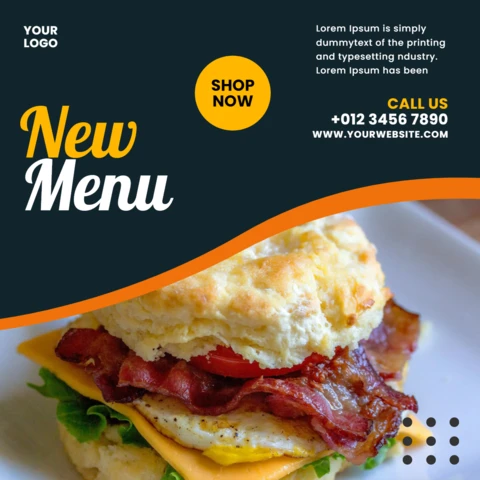 YOUR
LOGO
Lorem Ipsum is simply
dummytext of the printing
and typesetting ndustry.
Lorem Ipsum has been
SHOP
NOW
CALL US
+012 3456 7890
WWW.YOURWEBSITE.COM
New
Menu